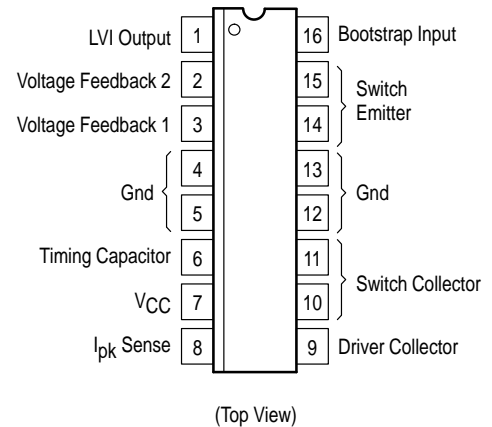 LVI Output 1 16 Bootstrap Input
Voltage Feedback 2 2 15 Switch
Emitter
Voltage Feedback 1 3 14
4 13
Gnd Gnd
5 12
Timing Capacitor 6 11
Switch Collector
VCC 7 10
Ipk Sense 8 9 Driver Collector
(Top View)